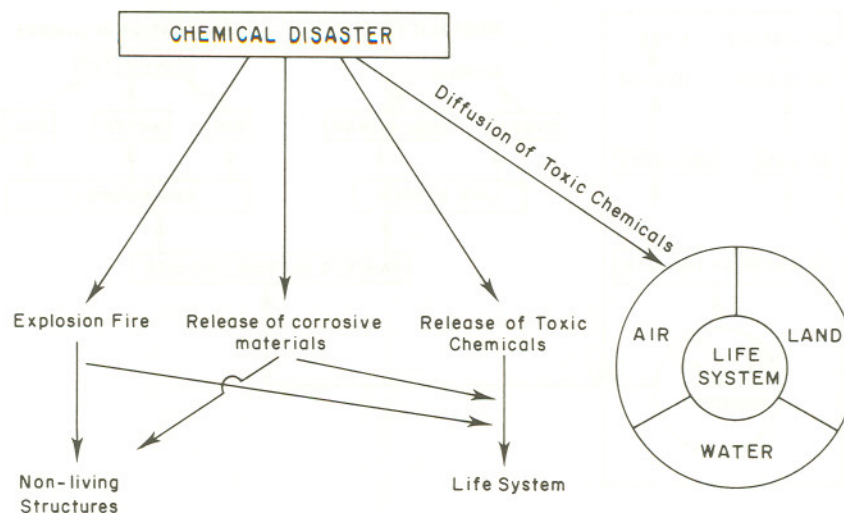 CHEMICAL DISASTER
Diffusion of Toxic Chemicals
Explosion Fire
Release of corrosive
materials
Release of Toxic
Chemicals
AIR
LAND
LIFE
SYSTEM
WATER
Non-living
Structures
Life System